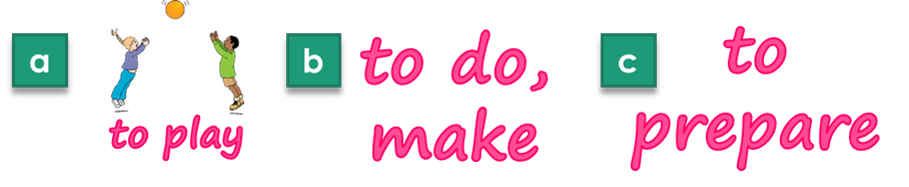 a
to play
b
to do,
make
c
to
prepare